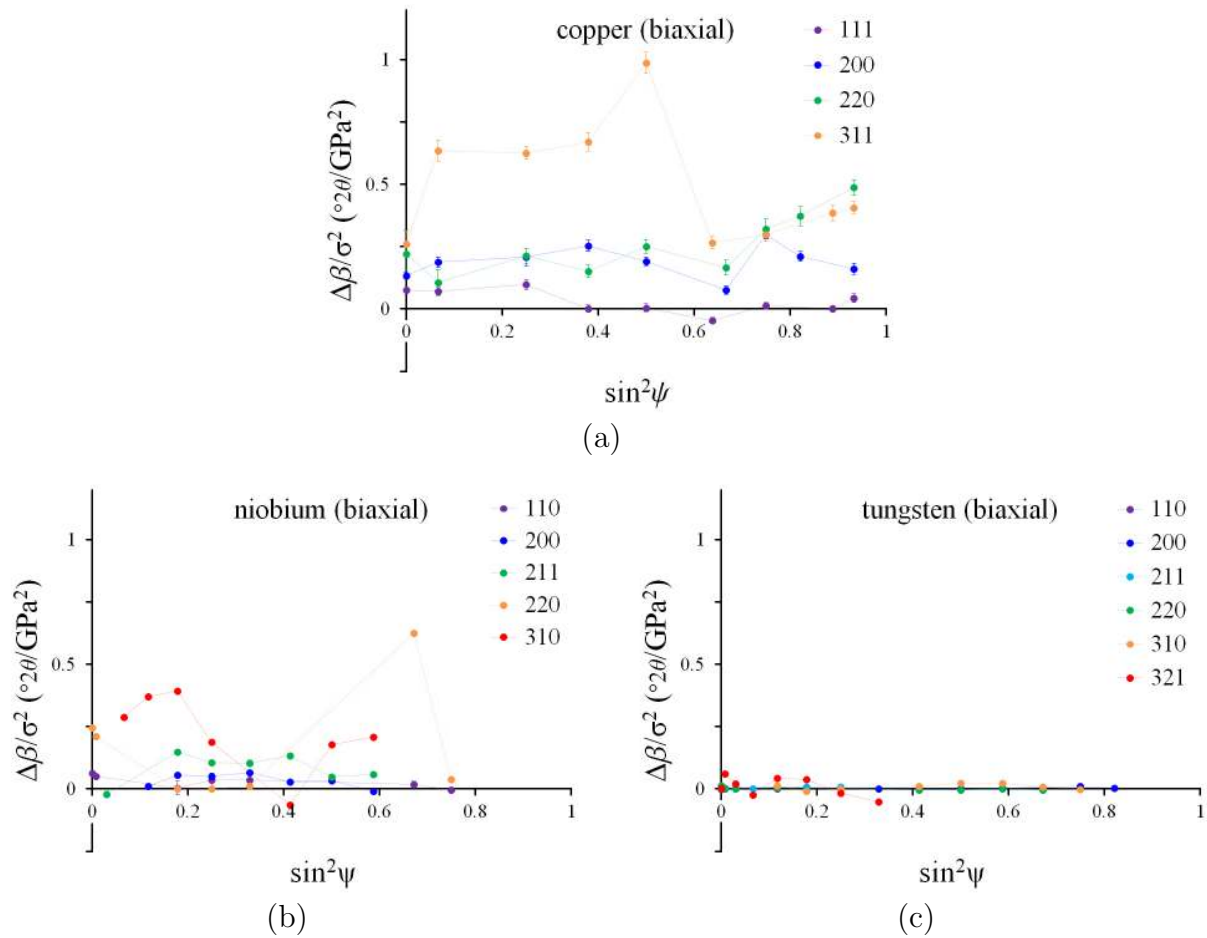 copper (biaxial)
111
200
220
311
Δβ/σ² (°2θ/GPa²)
1
0.5
0
0 0.2 0.4 0.6 0.8 1
sin²ψ
(a)
niobium (biaxial)
110
200
211
220
310
Δβ/σ² (°2θ/GPa²)
1
0.5
0
0 0.2 0.4 0.6 0.8 1
sin²ψ
(b)
tungsten (biaxial)
110
200
211
220
310
321
Δβ/σ² (°2θ/GPa²)
1
0.5
0
0 0.2 0.4 0.6 0.8 1
sin²ψ
(c)